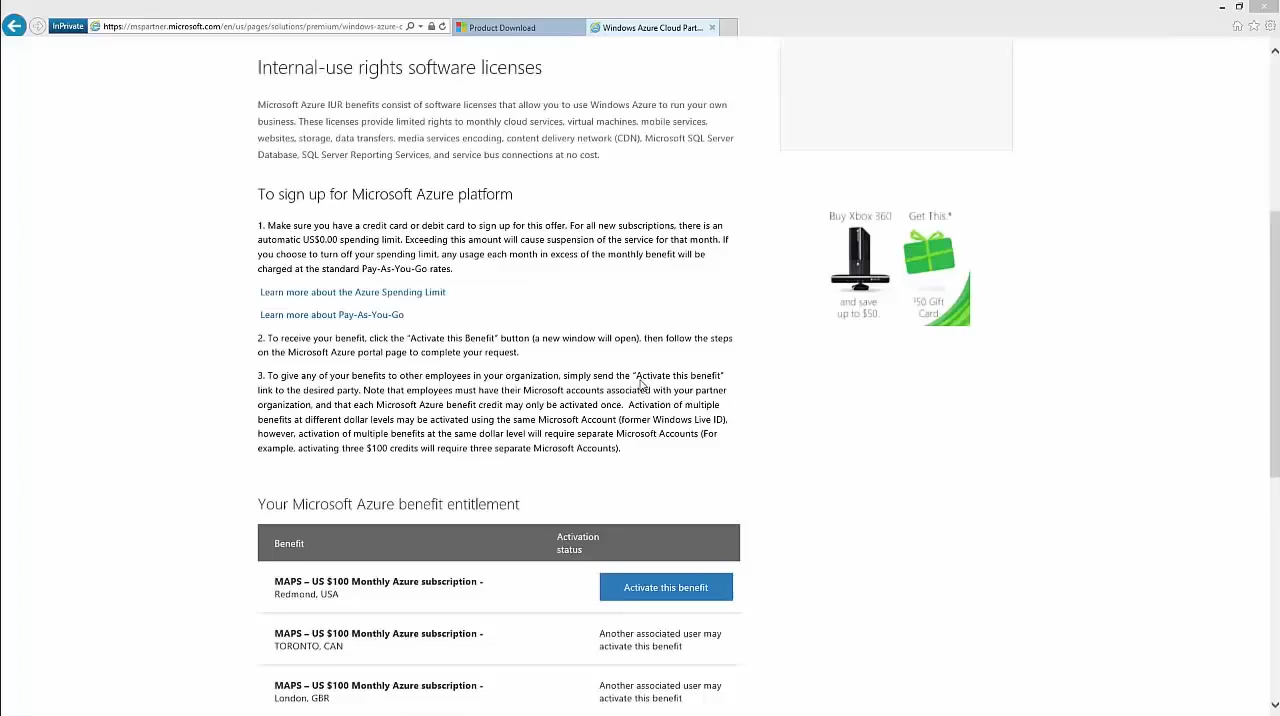 InPrivate
https://mspartner.microsoft.com/en/us/pages/solutions/premium/windows-azure-c
Product Download
Windows Azure Cloud Part...
Internal-use rights software licenses
Microsoft Azure IUR benefits consist of software licenses that allow you to use Windows Azure to run your own
business. These licenses provide limited rights to monthly cloud services, virtual machines, mobile services,
websites, storage, data transfers, media services encoding, content delivery network (CDN), Microsoft SQL Server
Database, SQL Server Reporting Services, and service bus connections at no cost.
To sign up for Microsoft Azure platform
1. Make sure you have a credit card or debit card to sign up for this offer. For all new subscriptions, there is an
automatic US$0.00 spending limit. Exceeding this amount will cause suspension of the service for that month. If
you choose to turn off your spending limit, any usage each month in excess of the monthly benefit will be
charged at the standard Pay-As-You-Go rates.
Learn more about the Azure Spending Limit
Learn more about Pay-As-You-Go
2. To receive your benefit, click the "Activate this Benefit" button (a new window will open), then follow the steps
on the Microsoft Azure portal page to complete your request.
3. To give any of your benefits to other employees in your organization, simply send the "Activate this benefit"
link to the desired party. Note that employees must have their Microsoft accounts associated with your partner
organization, and that each Microsoft Azure benefit credit may only be activated once.  Activation of multiple
benefits at different dollar levels may be activated using the same Microsoft Account (former Windows Live ID),
however, activation of multiple benefits at the same dollar level will require separate Microsoft Accounts (For
example, activating three $100 credits will require three separate Microsoft Accounts).
Buy Xbox 360
Get This.*
and save
up to $50.
$50 Gift
Card
Your Microsoft Azure benefit entitlement
Benefit
Activation
status
MAPS – US $100 Monthly Azure subscription -
Redmond, USA
Activate this benefit
MAPS – US $100 Monthly Azure subscription -
TORONTO, CAN
Another associated user may
activate this benefit
MAPS – US $100 Monthly Azure subscription -
London, GBR
Another associated user may
activate this benefit